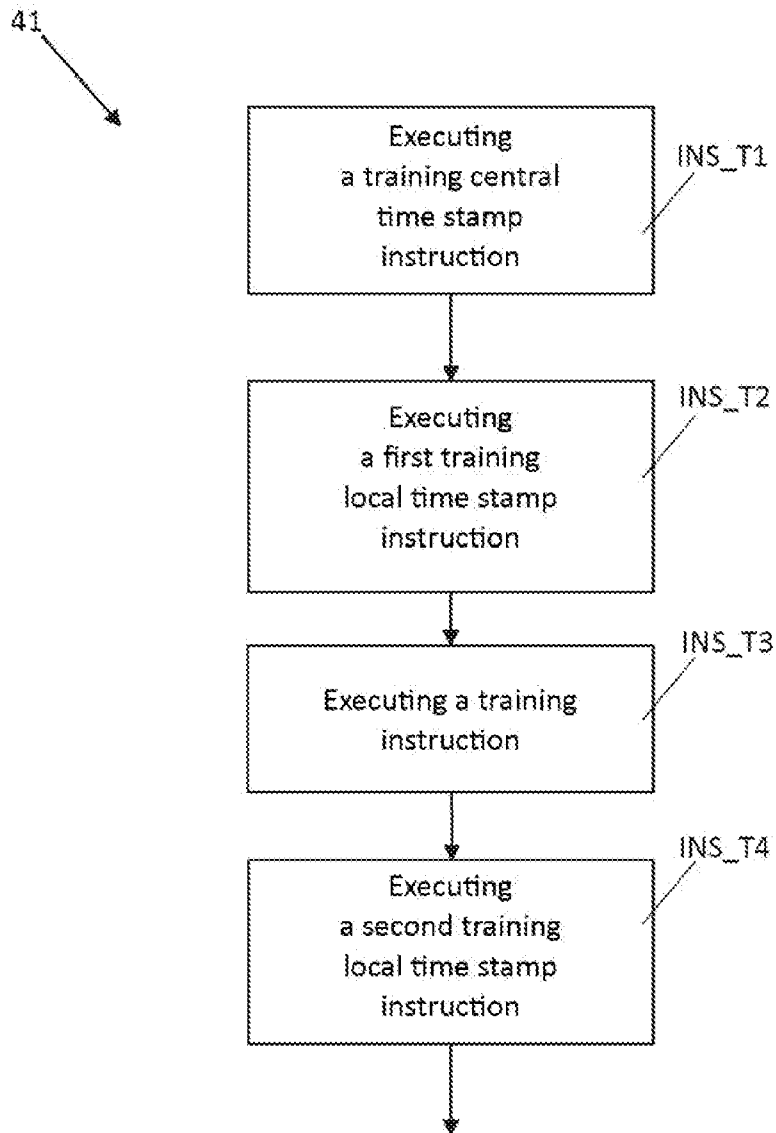 41
Executing
a training central
time stamp
instruction
INS_T1
Executing
a first training
local time stamp
instruction
INS_T2
Executing a training
instruction
INS_T3
Executing
a second training
local time stamp
instruction
INS_T4